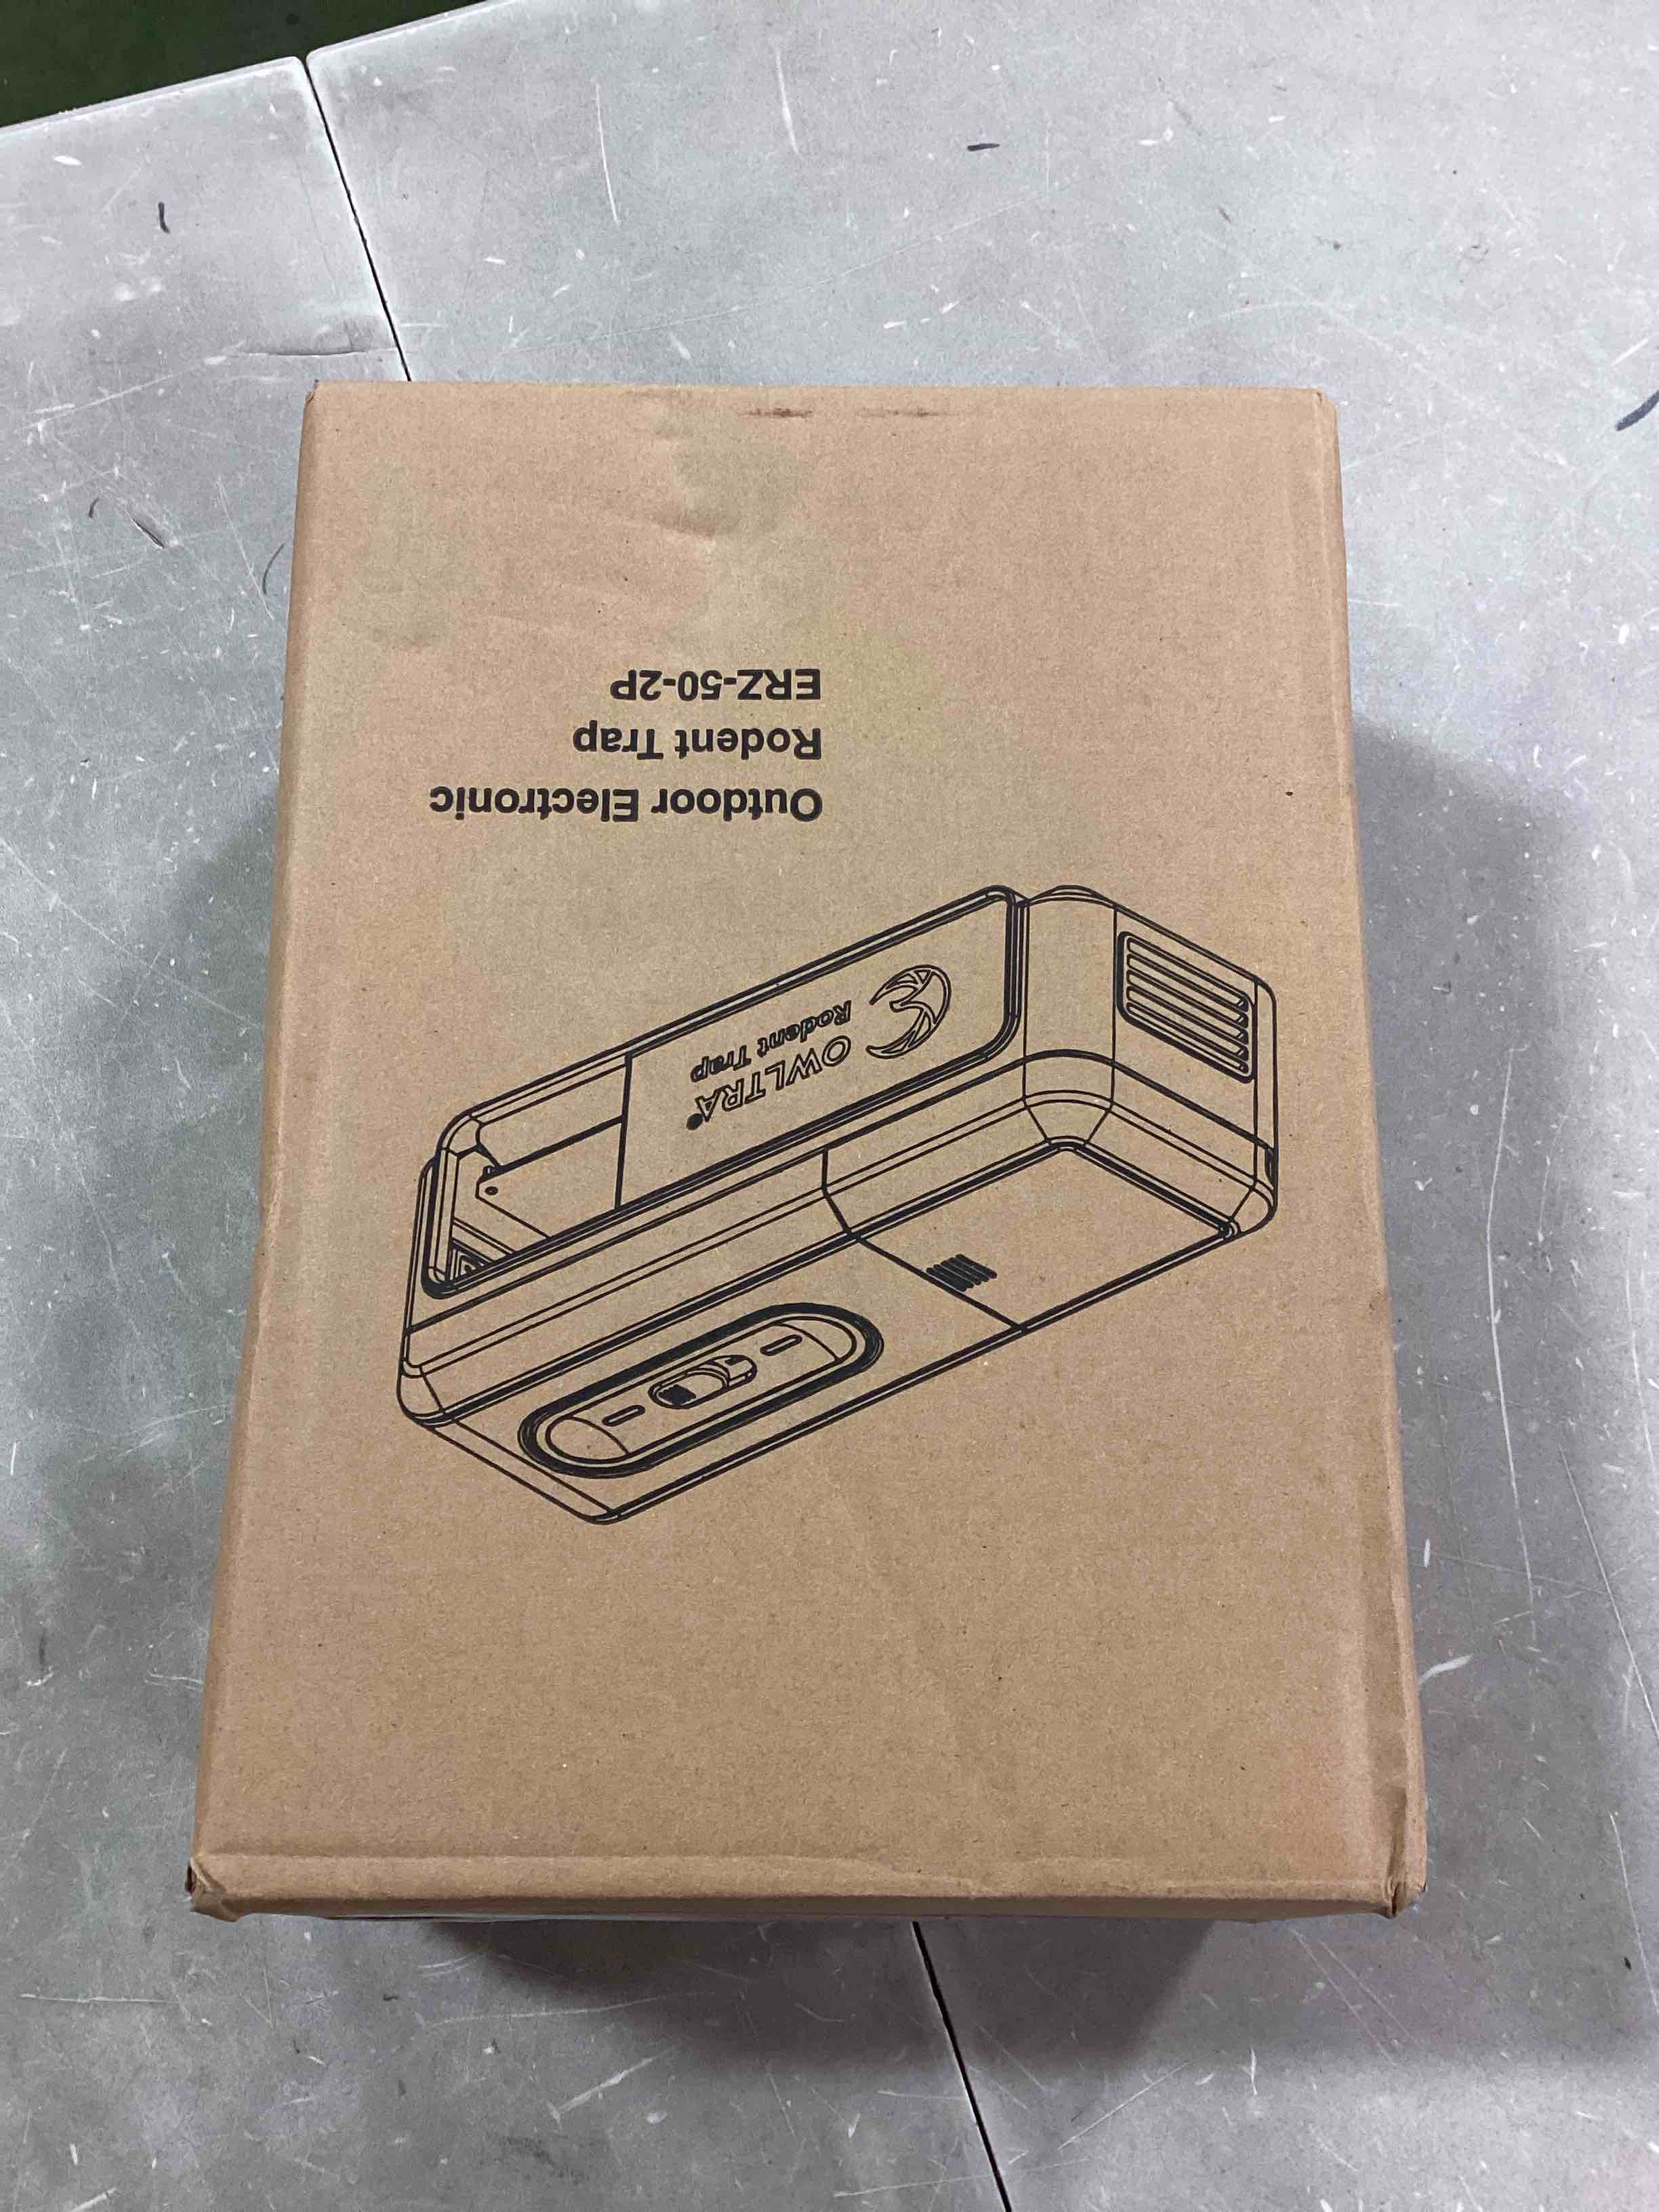 Outdoor Electronic
Rodent Trap
ERZ-50-2P
OWLTRA
Rodent Trap